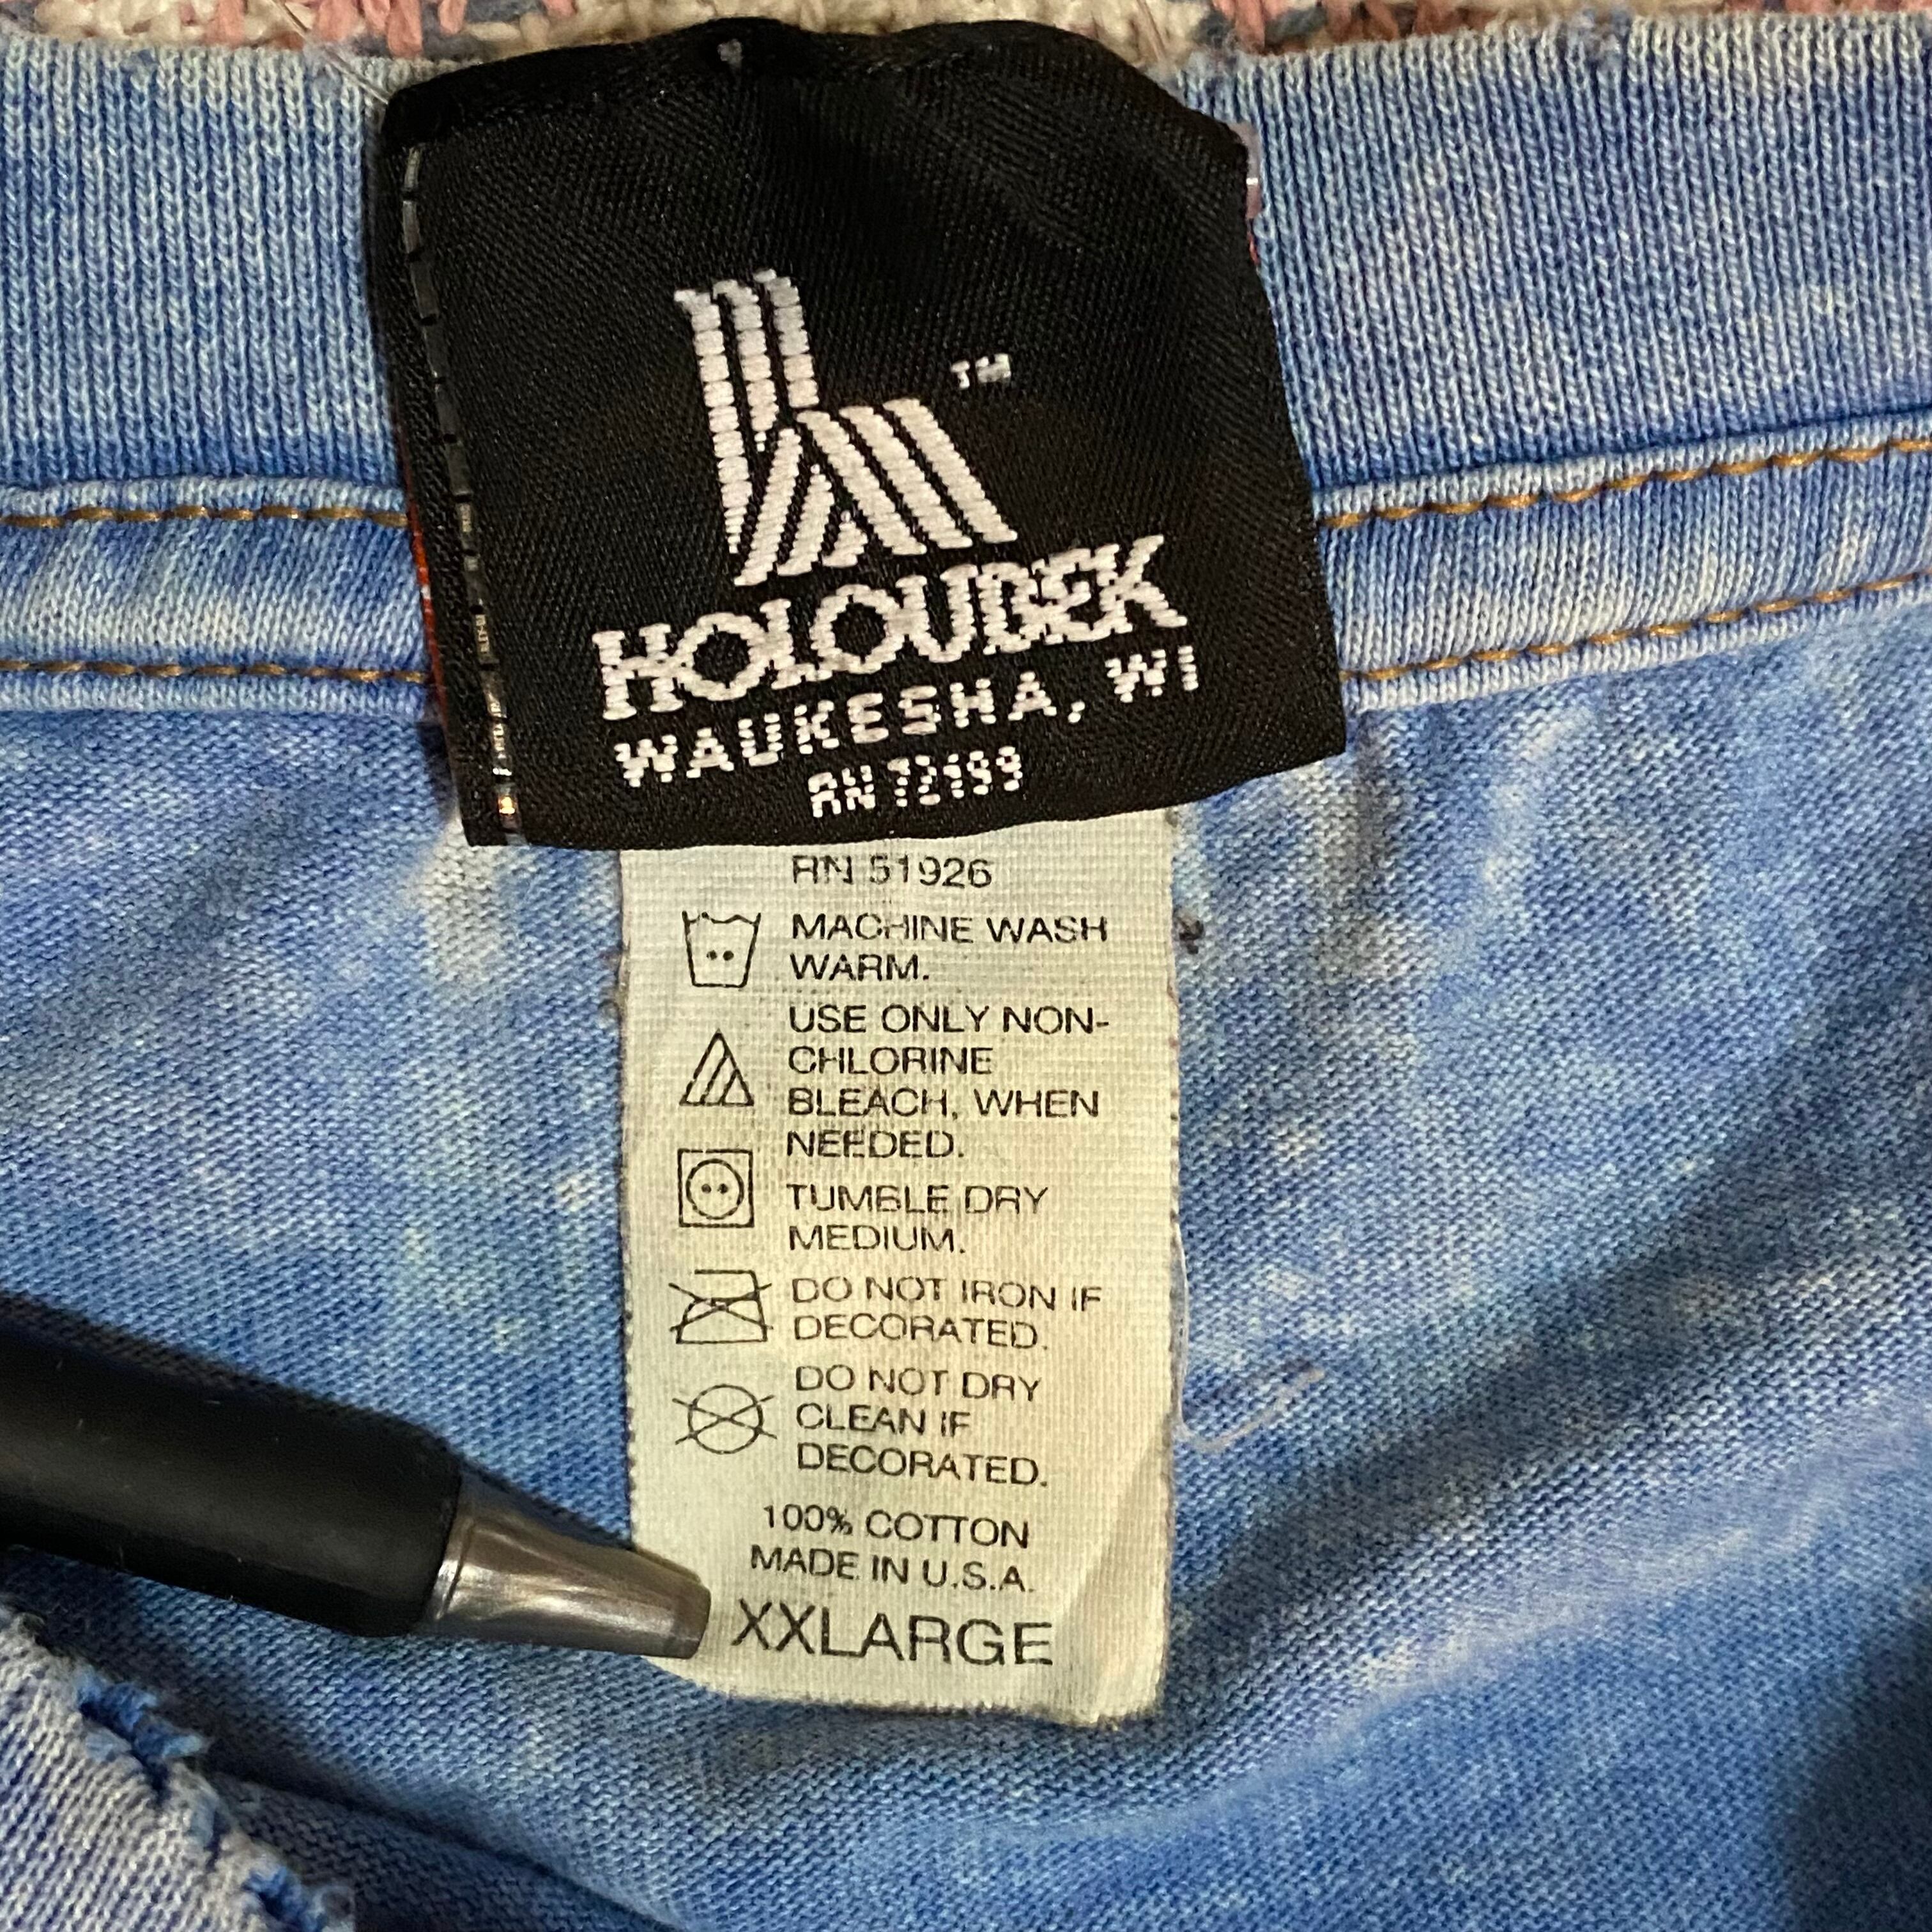 TM
HOLOUBEK
WAUKESHA, WI
RN 72199
RN 51926
MACHINE WASH
WARM.
USE ONLY NON-
CHLORINE
BLEACH, WHEN
NEEDED.
TUMBLE DRY
MEDIUM.
DO NOT IRON IF
DECORATED.
DO NOT DRY
CLEAN IF
DECORATED.
100% COTTON
MADE IN U.S.A.
XXLARGE